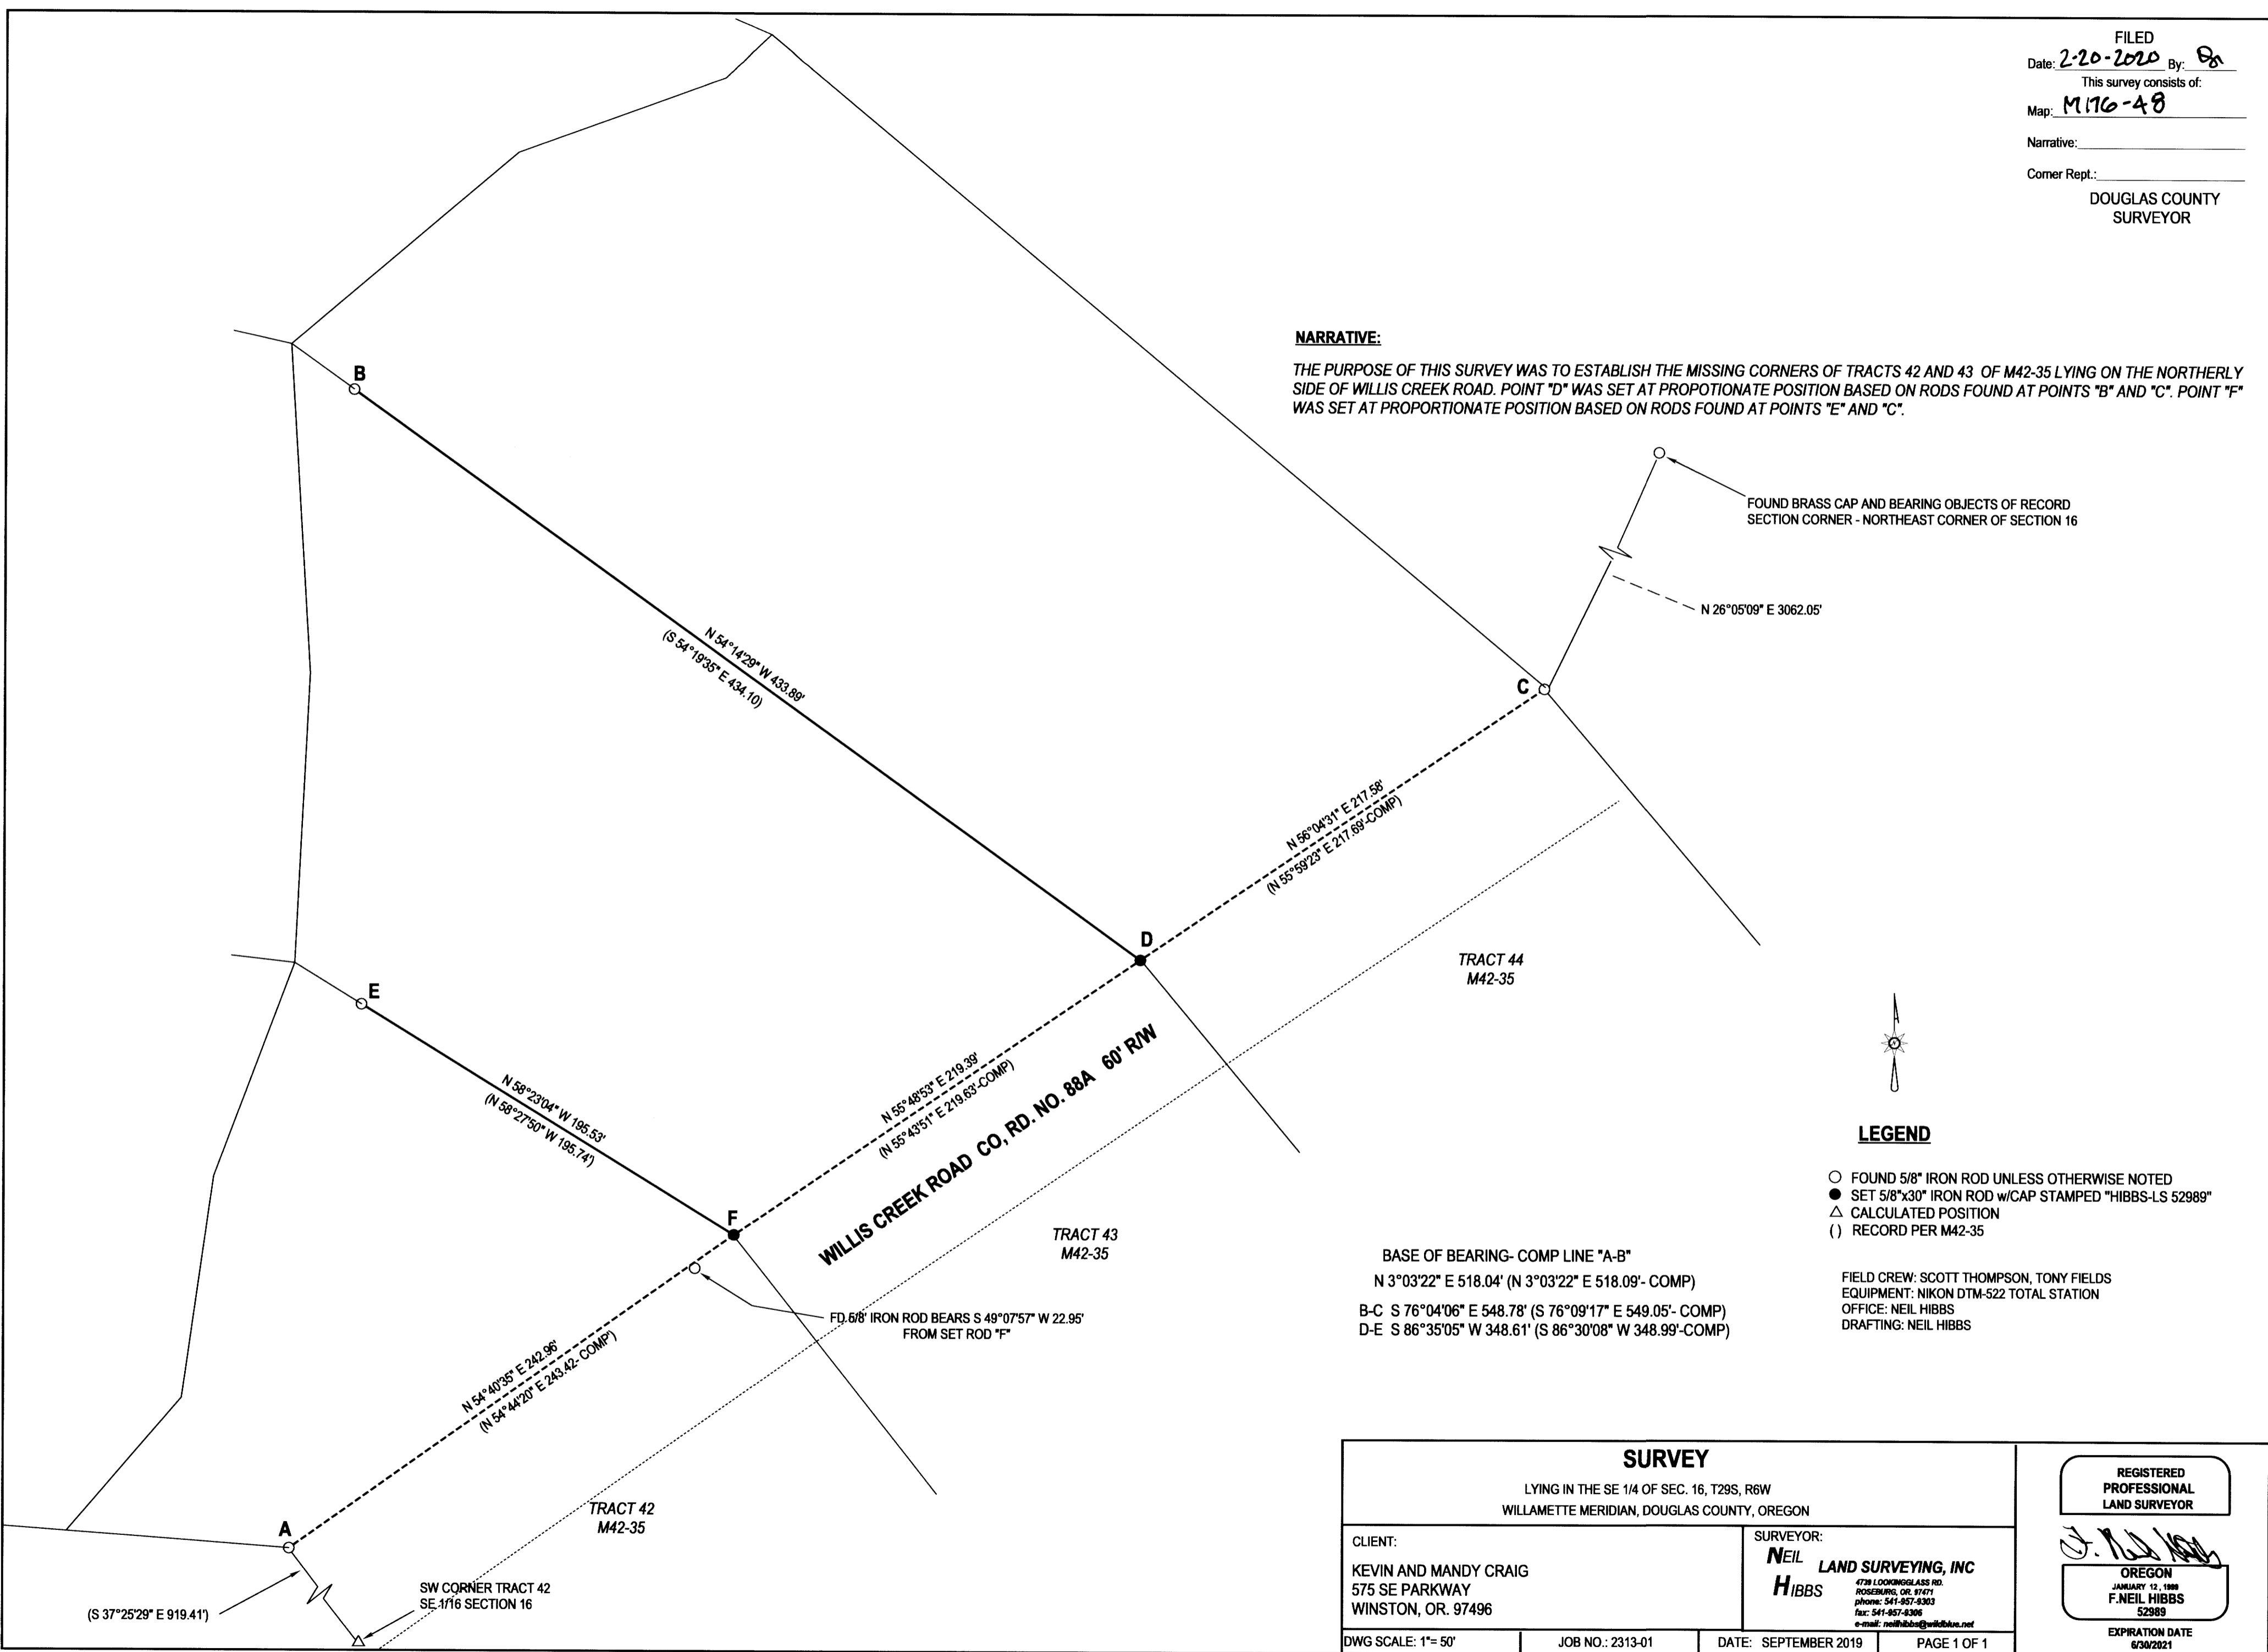 FILED
Date: 2-20-2020 By:
This survey consists of:
Map: M176-48
Narrative:
Corner Rept.:
DOUGLAS COUNTY
SURVEYOR
NARRATIVE:
THE PURPOSE OF THIS SURVEY WAS TO ESTABLISH THE MISSING CORNERS OF TRACTS 42 AND 43 OF M42-35 LYING ON THE NORTHERLY
SIDE OF WILLIS CREEK ROAD. POINT "D" WAS SET AT PROPOTIONATE POSITION BASED ON RODS FOUND AT POINTS "B" AND "C". POINT "F"
WAS SET AT PROPORTIONATE POSITION BASED ON RODS FOUND AT POINTS "E" AND "C".
B
FOUND BRASS CAP AND BEARING OBJECTS OF RECORD
SECTION CORNER - NORTHEAST CORNER OF SECTION 16
N 26°05'09" E 3062.05'
N 54°14'29" W 433.89'
(S 54°19'35" E 434.10)
C
N 56°04'31" E 217.58'
(N 55°59'23" E 217.69'-COMP)
D
TRACT 44
M42-35
E
N 58°23'04" W 195.53'
(N 58°27'50" W 195.74')
N 55°48'53" E 219.39'
(N 55°43'51" E 219.63'-COMP)
WILLIS CREEK ROAD CO, RD. NO. 88A 60' R/W
F
TRACT 43
M42-35
FD.5/8' IRON ROD BEARS S 49°07'57" W 22.95'
FROM SET ROD "F"
N 54°40'35" E 242.96'
(N 54°44'20" E 243.42- COMP')
TRACT 42
M42-35
A
SW CORNER TRACT 42
SE 1/16 SECTION 16
(S 37°25'29" E 919.41')
LEGEND
FOUND 5/8" IRON ROD UNLESS OTHERWISE NOTED
SET 5/8"x30" IRON ROD w/CAP STAMPED "HIBBS-LS 52989"
CALCULATED POSITION
( ) RECORD PER M42-35
BASE OF BEARING- COMP LINE "A-B"
N 3°03'22" E 518.04' (N 3°03'22" E 518.09'- COMP)
B-C S 76°04'06" E 548.78' (S 76°09'17" E 549.05'- COMP)
D-E S 86°35'05" W 348.61' (S 86°30'08" W 348.99'-COMP)
FIELD CREW: SCOTT THOMPSON, TONY FIELDS
EQUIPMENT: NIKON DTM-522 TOTAL STATION
OFFICE: NEIL HIBBS
DRAFTING: NEIL HIBBS
SURVEY
LYING IN THE SE 1/4 OF SEC. 16, T29S, R6W
WILLAMETTE MERIDIAN, DOUGLAS COUNTY, OREGON
CLIENT:
KEVIN AND MANDY CRAIG
575 SE PARKWAY
WINSTON, OR. 97496
SURVEYOR:
NEIL
HIBBS
LAND SURVEYING, INC
4739 LOOKINGGLASS RD.
ROSEBURG, OR. 97471
phone: 541-957-9303
fax: 541-957-9306
e-mail: neilhibbs@wildblue.net
DWG SCALE: 1"= 50'
JOB NO.: 2313-01
DATE: SEPTEMBER 2019
PAGE 1 OF 1
REGISTERED
PROFESSIONAL
LAND SURVEYOR
OREGON
JANUARY 12, 1999
F.NEIL HIBBS
52989
EXPIRATION DATE
6/30/2021